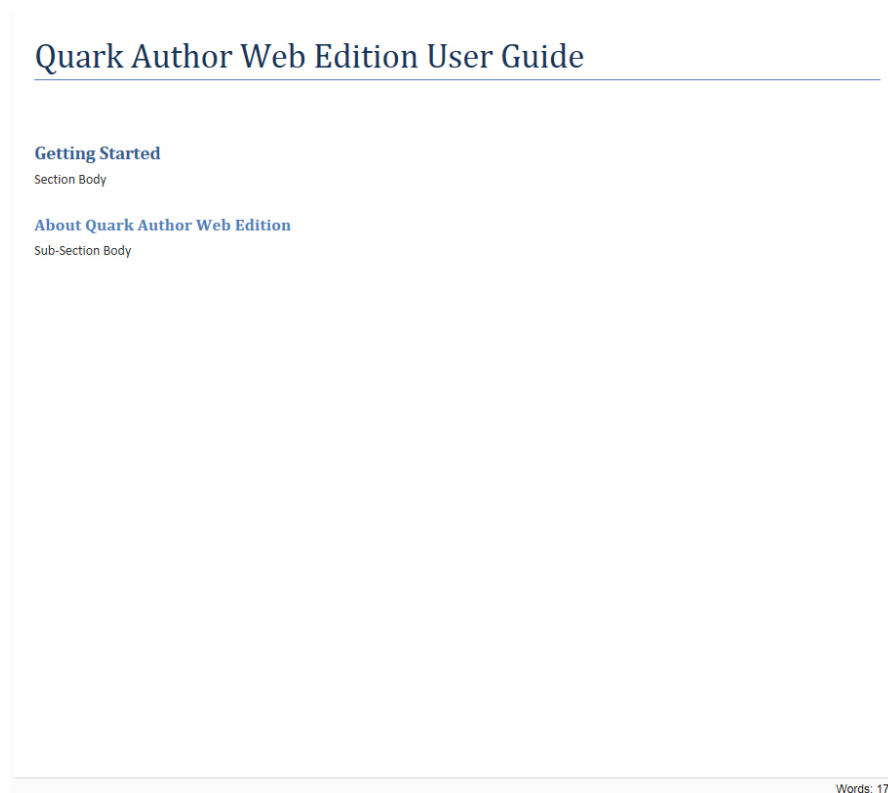 Quark Author Web Edition User Guide
Getting Started
Section Body
About Quark Author Web Edition
Sub-Section Body
Words: 17